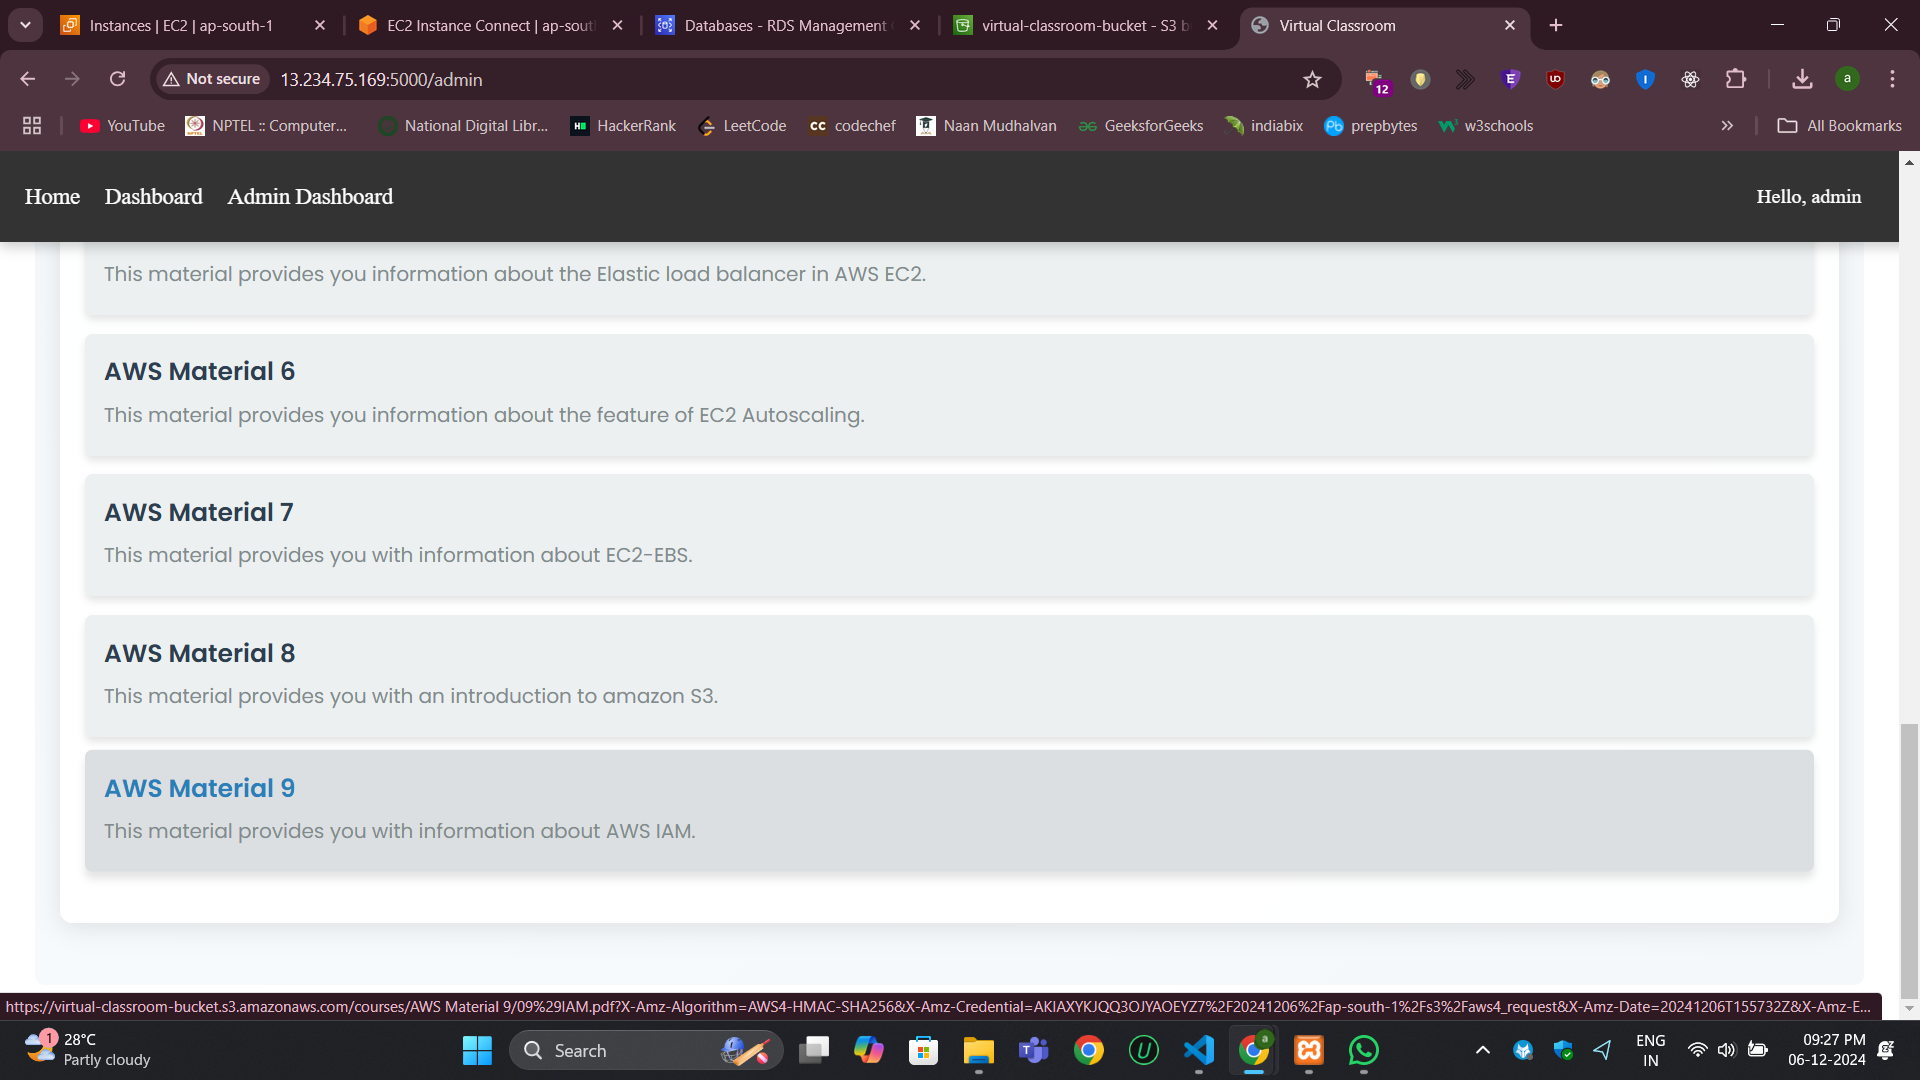 Instances | EC2 | ap-south-1
EC2 Instance Connect | ap-sout
Databases - RDS Management
virtual-classroom-bucket - S3 b
Virtual Classroom
Not secure
13.234.75.169:5000/admin
12
a
YouTube
NPTEL :: Computer...
National Digital Libr...
HackerRank
LeetCode
codechef
Naan Mudhalvan
GeeksforGeeks
indiabix
prepbytes
w3schools
All Bookmarks
Home
Dashboard
Admin Dashboard
Hello, admin
This material provides you information about the Elastic load balancer in AWS EC2.
AWS Material 6
This material provides you information about the feature of EC2 Autoscaling.
AWS Material 7
This material provides you with information about EC2-EBS.
AWS Material 8
This material provides you with an introduction to amazon S3.
AWS Material 9
This material provides you with information about AWS IAM.
https://virtual-classroom-bucket.s3.amazonaws.com/courses/AWS Material 9/09%29IAM.pdf?X-Amz-Algorithm=AWS4-HMAC-SHA256&X-Amz-Credential=AKIAXYKJQQ3OJYAOEYZ7%2F20241206%2Fap-south-1%2Fs3%2Faws4_request&X-Amz-Date=20241206T155732Z&X-Amz-E...
1
28°C
Partly cloudy
Search
ENG
IN
09:27 PM
06-12-2024